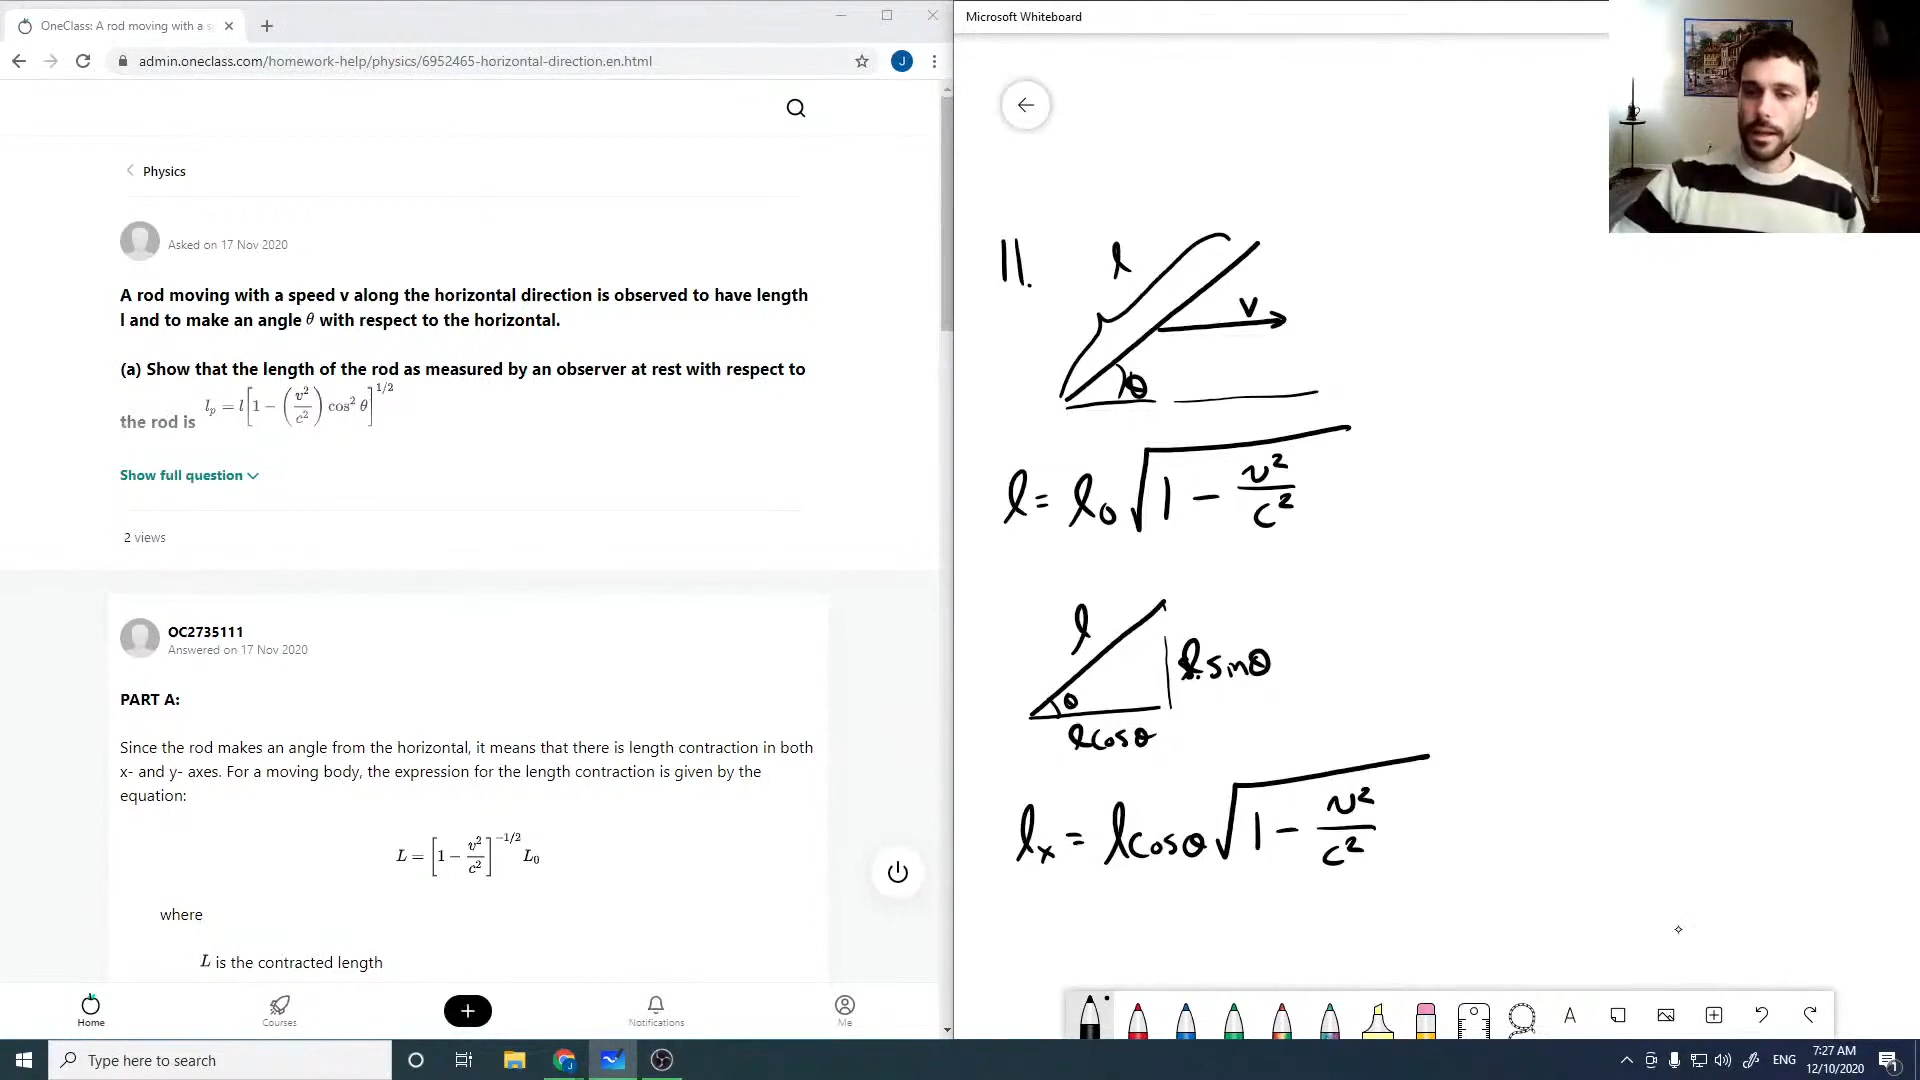 OneClass: A rod moving with a s
admin.oneclass.com/homework-help/physics/6952465-horizontal-direction.en.html
J
Physics
Asked on 17 Nov 2020
A rod moving with a speed v along the horizontal direction is observed to have length
l and to make an angle θ with respect to the horizontal.
(a) Show that the length of the rod as measured by an observer at rest with respect to
the rod is l_p = l[1 − (v²/c²) cos² θ]^{1/2}
Show full question
2 views
OC2735111
Answered on 17 Nov 2020
PART A:
Since the rod makes an angle from the horizontal, it means that there is length contraction in both
x- and y- axes. For a moving body, the expression for the length contraction is given by the
equation:
L = [1 − v²/c²]^{−1/2} L₀
where
L is the contracted length
Home
Courses
Notifications
Me
Microsoft Whiteboard
11.
l
v
θ
l = l₀ √(1 − v²/c²)
l
l sinθ
θ
l cosθ
lₓ = l cosθ √(1 − v²/c²)
A
Type here to search
ENG
7:27 AM
12/10/2020
1